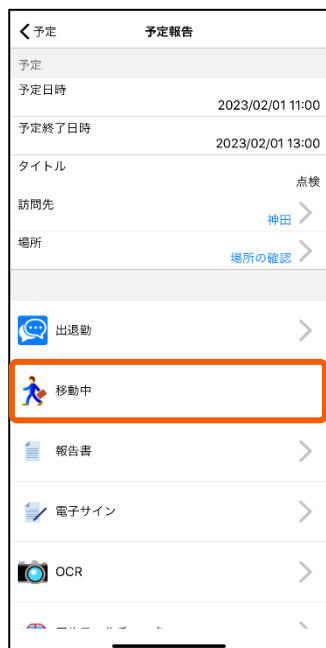 予定
予定報告
予定
予定日時
2023/02/01 11:00
予定終了日時
2023/02/01 13:00
タイトル
点検
訪問先
神田
場所
場所の確認
出退勤
移動中
報告書
電子サイン
OCR